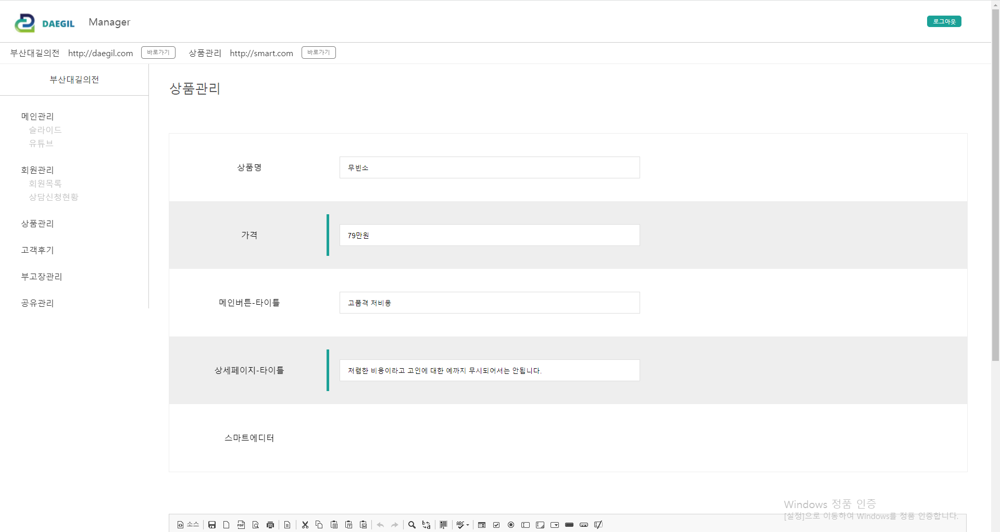 DAEGIL Manager
로그아웃
부산대길의전 http://daegil.com 바로가기 상품관리 http://smart.com 바로가기
부산대길의전
상품관리
메인관리
슬라이드
유튜브
회원관리
회원목록
상담신청현황
상품관리
고객후기
부고장관리
공유관리
상품명 무빈소
가격 79만원
메인버튼-타이틀 고품격 저비용
상세페이지-타이틀 저렴한 비용이라고 고인에 대한 예까지 무시되어서는 안됩니다.
스마트에디터
Windows 정품 인증
[설정]으로 이동하여 Windows를 정품 인증합니다.
소스